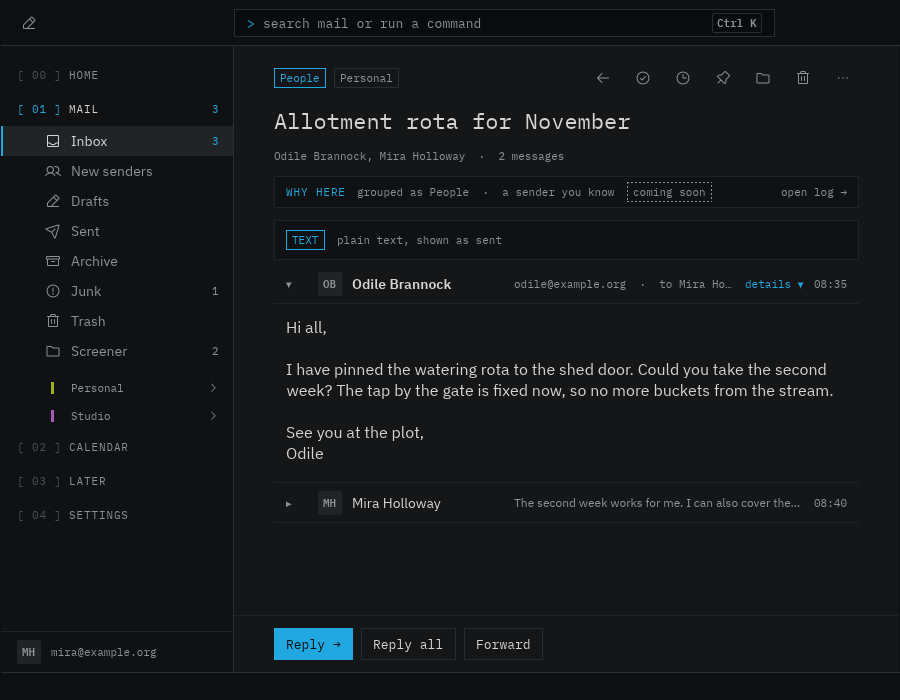 > search mail or run a command Ctrl K
[ 00 ] HOME
[ 01 ] MAIL 3
Inbox 3
New senders
Drafts
Sent
Archive
Junk 1
Trash
Screener 2
Personal
Studio
[ 02 ] CALENDAR
[ 03 ] LATER
[ 04 ] SETTINGS
MH mira@example.org
People Personal
Allotment rota for November
Odile Brannock, Mira Holloway · 2 messages
WHY HERE grouped as People · a sender you know coming soon open log →
TEXT plain text, shown as sent
▾ OB Odile Brannock odile@example.org · to Mira Ho… details ▾ 08:35
Hi all,
I have pinned the watering rota to the shed door. Could you take the second
week? The tap by the gate is fixed now, so no more buckets from the stream.
See you at the plot,
Odile
▸ MH Mira Holloway The second week works for me. I can also cover the… 08:40
Reply → Reply all Forward